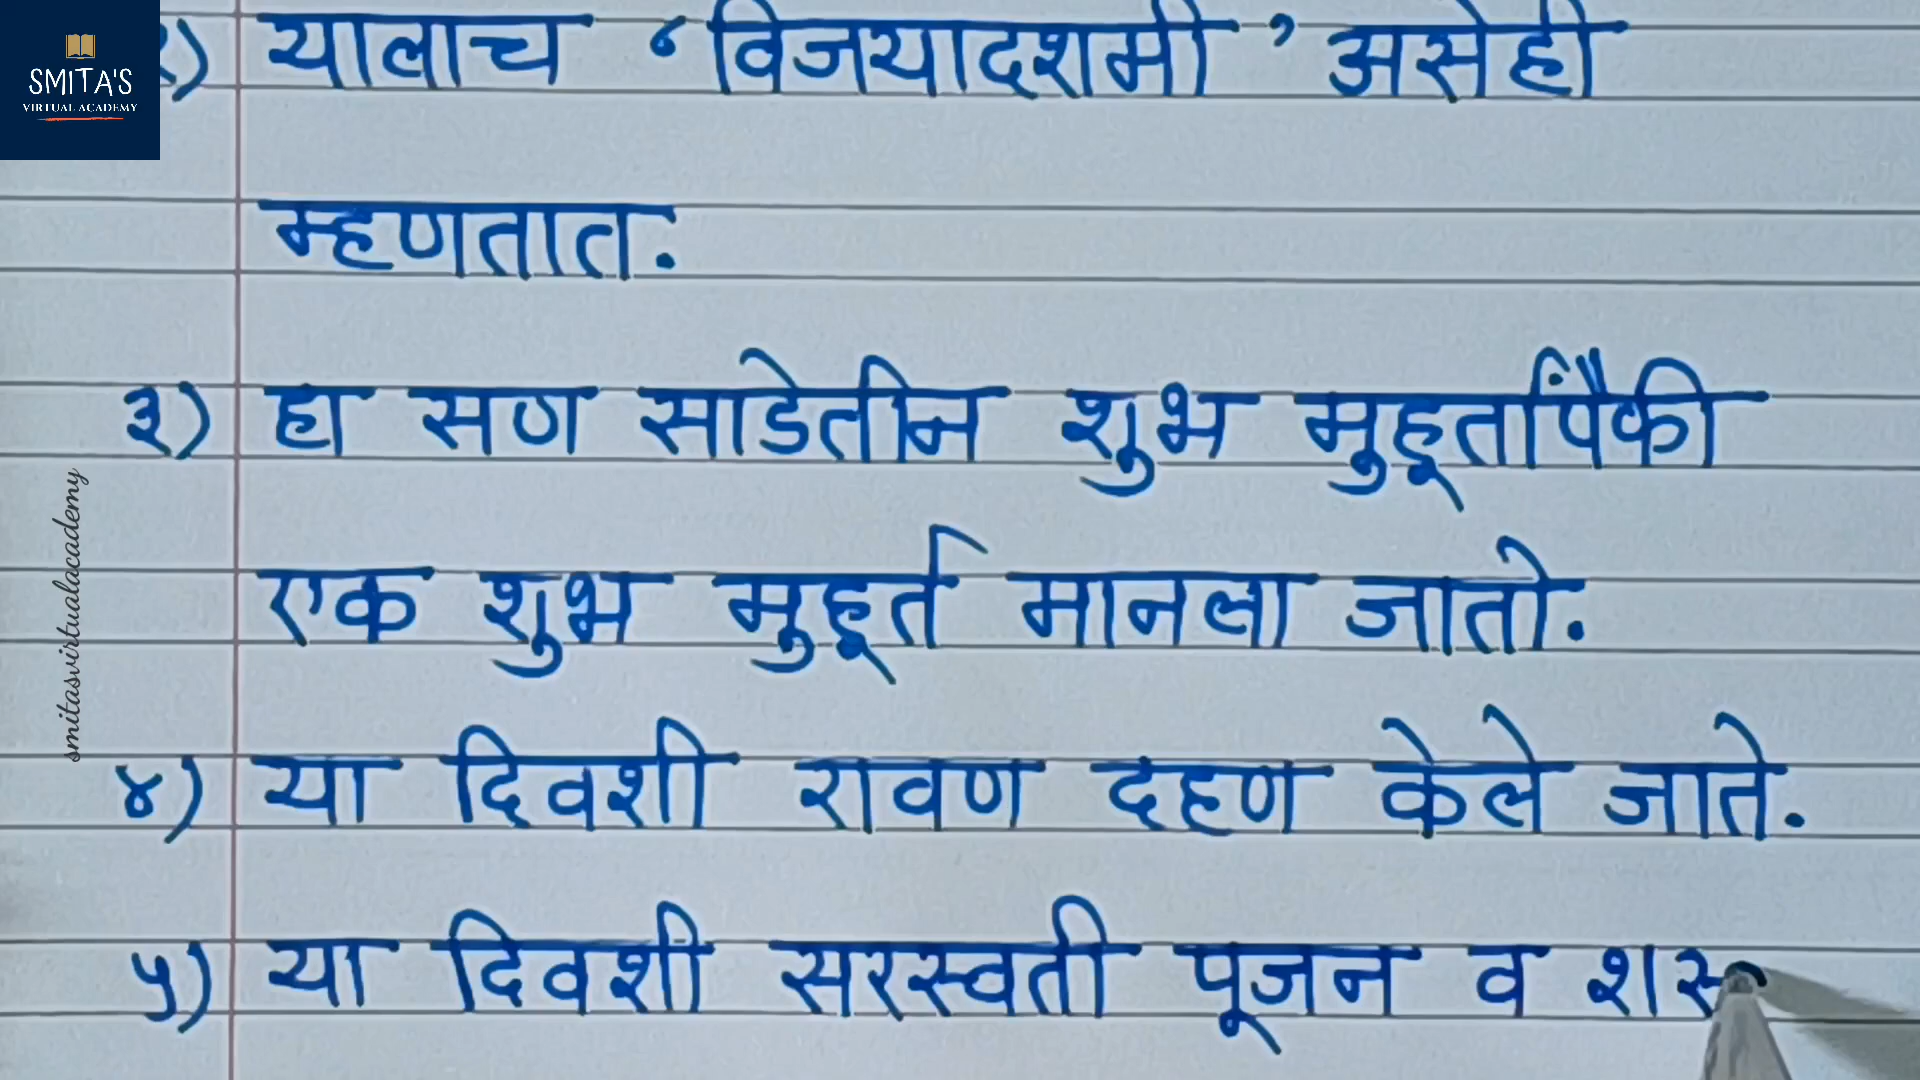 SMITA'S
VIRTUAL ACADEMY
२) यालाच ‘विजयादशमी’ असेही
म्हणतात.
३) हा सण साडेतीन शुभ मुहूर्तांपैकी
एक शुभ मुहूर्त मानला जातो.
४) या दिवशी रावण दहण केले जाते.
५) या दिवशी सरस्वती पूजन व
smitasvirtualacademy